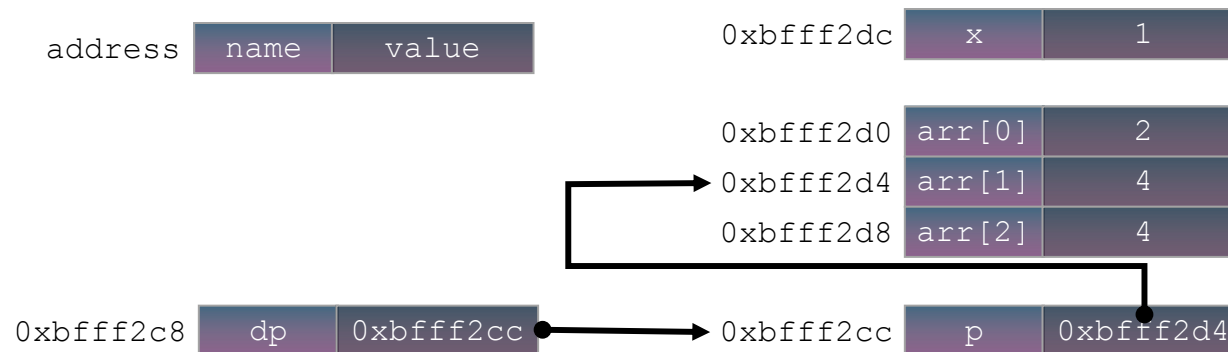 address name value
0xbfff2dc x 1
0xbfff2d0 arr[0] 2
0xbfff2d4 arr[1] 4
0xbfff2d8 arr[2] 4
0xbfff2c8 dp 0xbfff2cc 0xbfff2cc p 0xbfff2d4